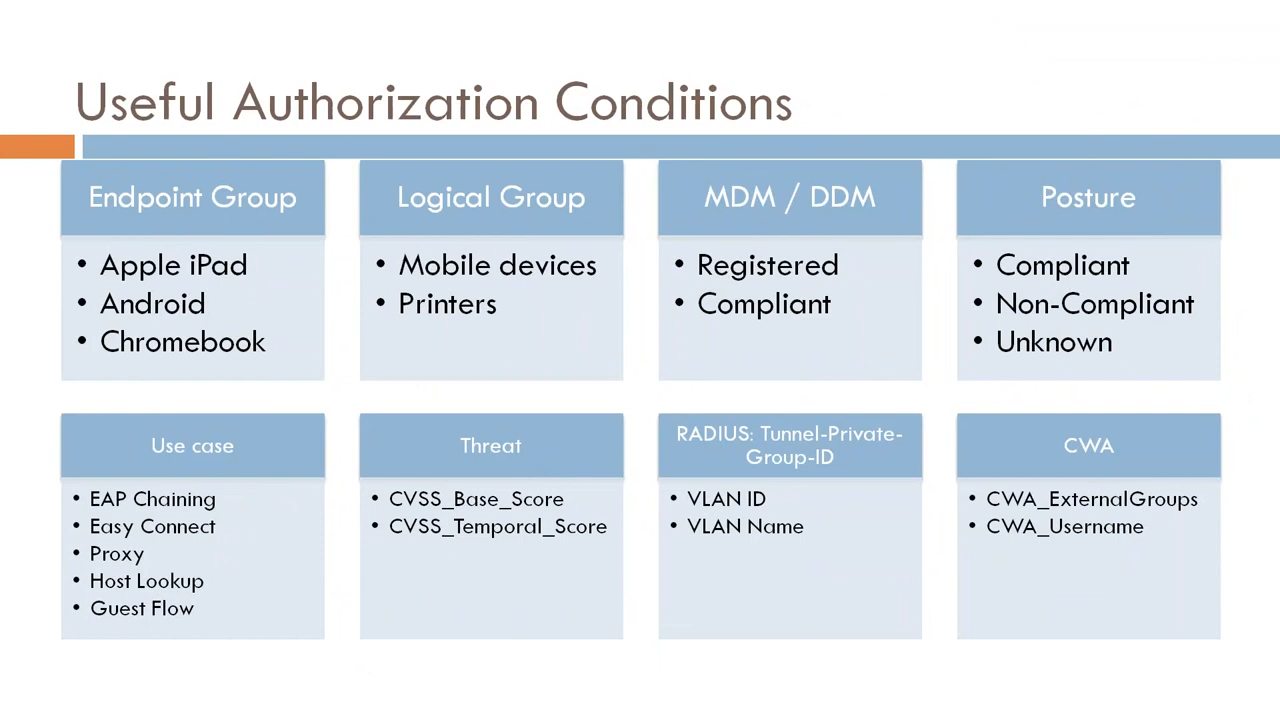 Useful Authorization Conditions
Endpoint Group
• Apple iPad
• Android
• Chromebook
Logical Group
• Mobile devices
• Printers
MDM / DDM
• Registered
• Compliant
Posture
• Compliant
• Non-Compliant
• Unknown
Use case
• EAP Chaining
• Easy Connect
• Proxy
• Host Lookup
• Guest Flow
Threat
• CVSS_Base_Score
• CVSS_Temporal_Score
RADIUS: Tunnel-Private-
Group-ID
• VLAN ID
• VLAN Name
CWA
• CWA_ExternalGroups
• CWA_Username